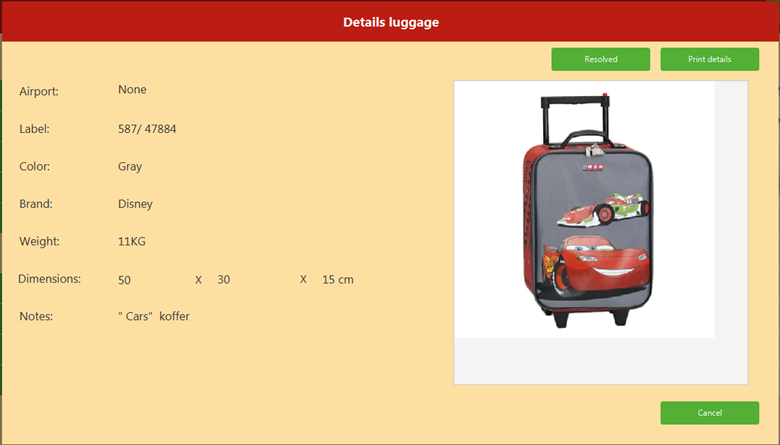 Details luggage
Resolved
Print details
Airport: None
Label: 587/ 47884
Color: Gray
Brand: Disney
Weight: 11KG
Dimensions: 50 X 30 X 15 cm
Notes: " Cars"  koffer
Cancel